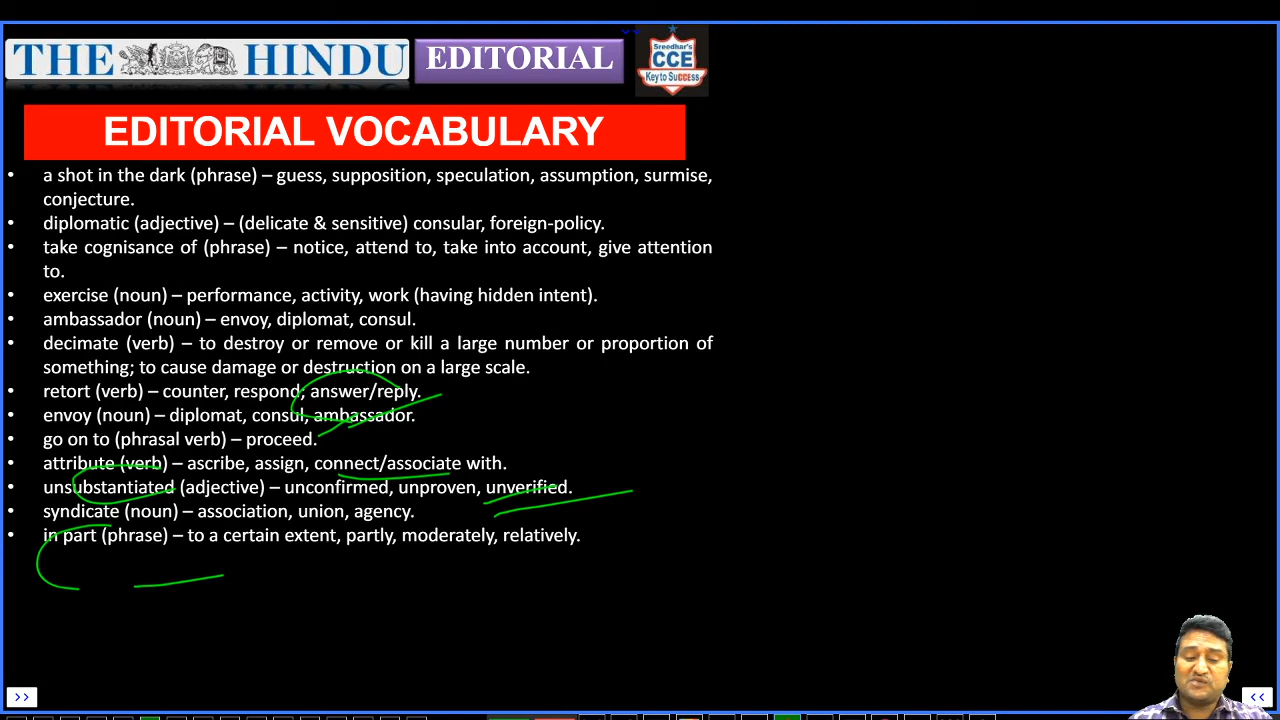 THE HINDU
EDITORIAL
Sreedhar's
CCE
Key to SuCCEss
EDITORIAL VOCABULARY
• a shot in the dark (phrase) – guess, supposition, speculation, assumption, surmise,
conjecture.
• diplomatic (adjective) – (delicate & sensitive) consular, foreign-policy.
• take cognisance of (phrase) – notice, attend to, take into account, give attention
to.
• exercise (noun) – performance, activity, work (having hidden intent).
• ambassador (noun) – envoy, diplomat, consul.
• decimate (verb) – to destroy or remove or kill a large number or proportion of
something; to cause damage or destruction on a large scale.
• retort (verb) – counter, respond, answer/reply.
• envoy (noun) – diplomat, consul, ambassador.
• go on to (phrasal verb) – proceed.
• attribute (verb) – ascribe, assign, connect/associate with.
• unsubstantiated (adjective) – unconfirmed, unproven, unverified.
• syndicate (noun) – association, union, agency.
• in part (phrase) – to a certain extent, partly, moderately, relatively.
>>
<<